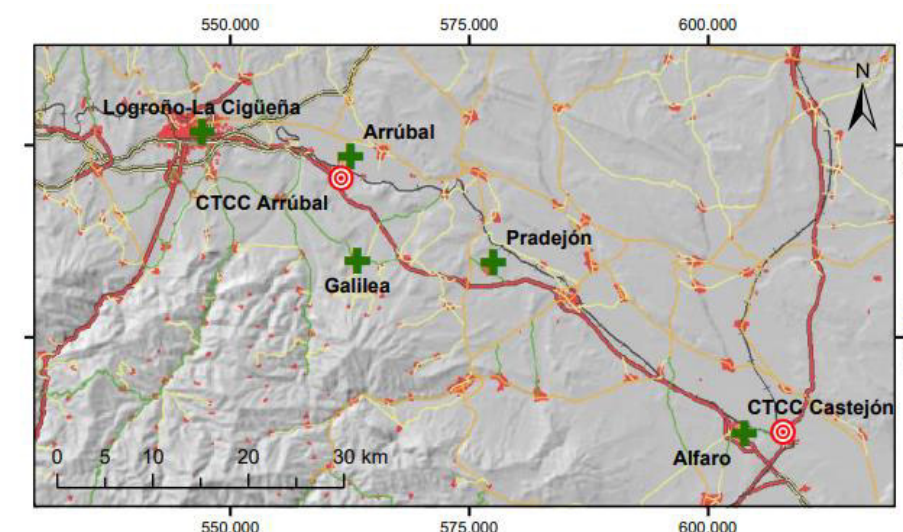 550.000 575.000 600.000
N
Logroño-La Cigüeña
Arrúbal
CTCC Arrúbal
Pradejón
Galilea
CTCC Castejón
Alfaro
0 5 10 20 30 km
550.000 575.000 600.000